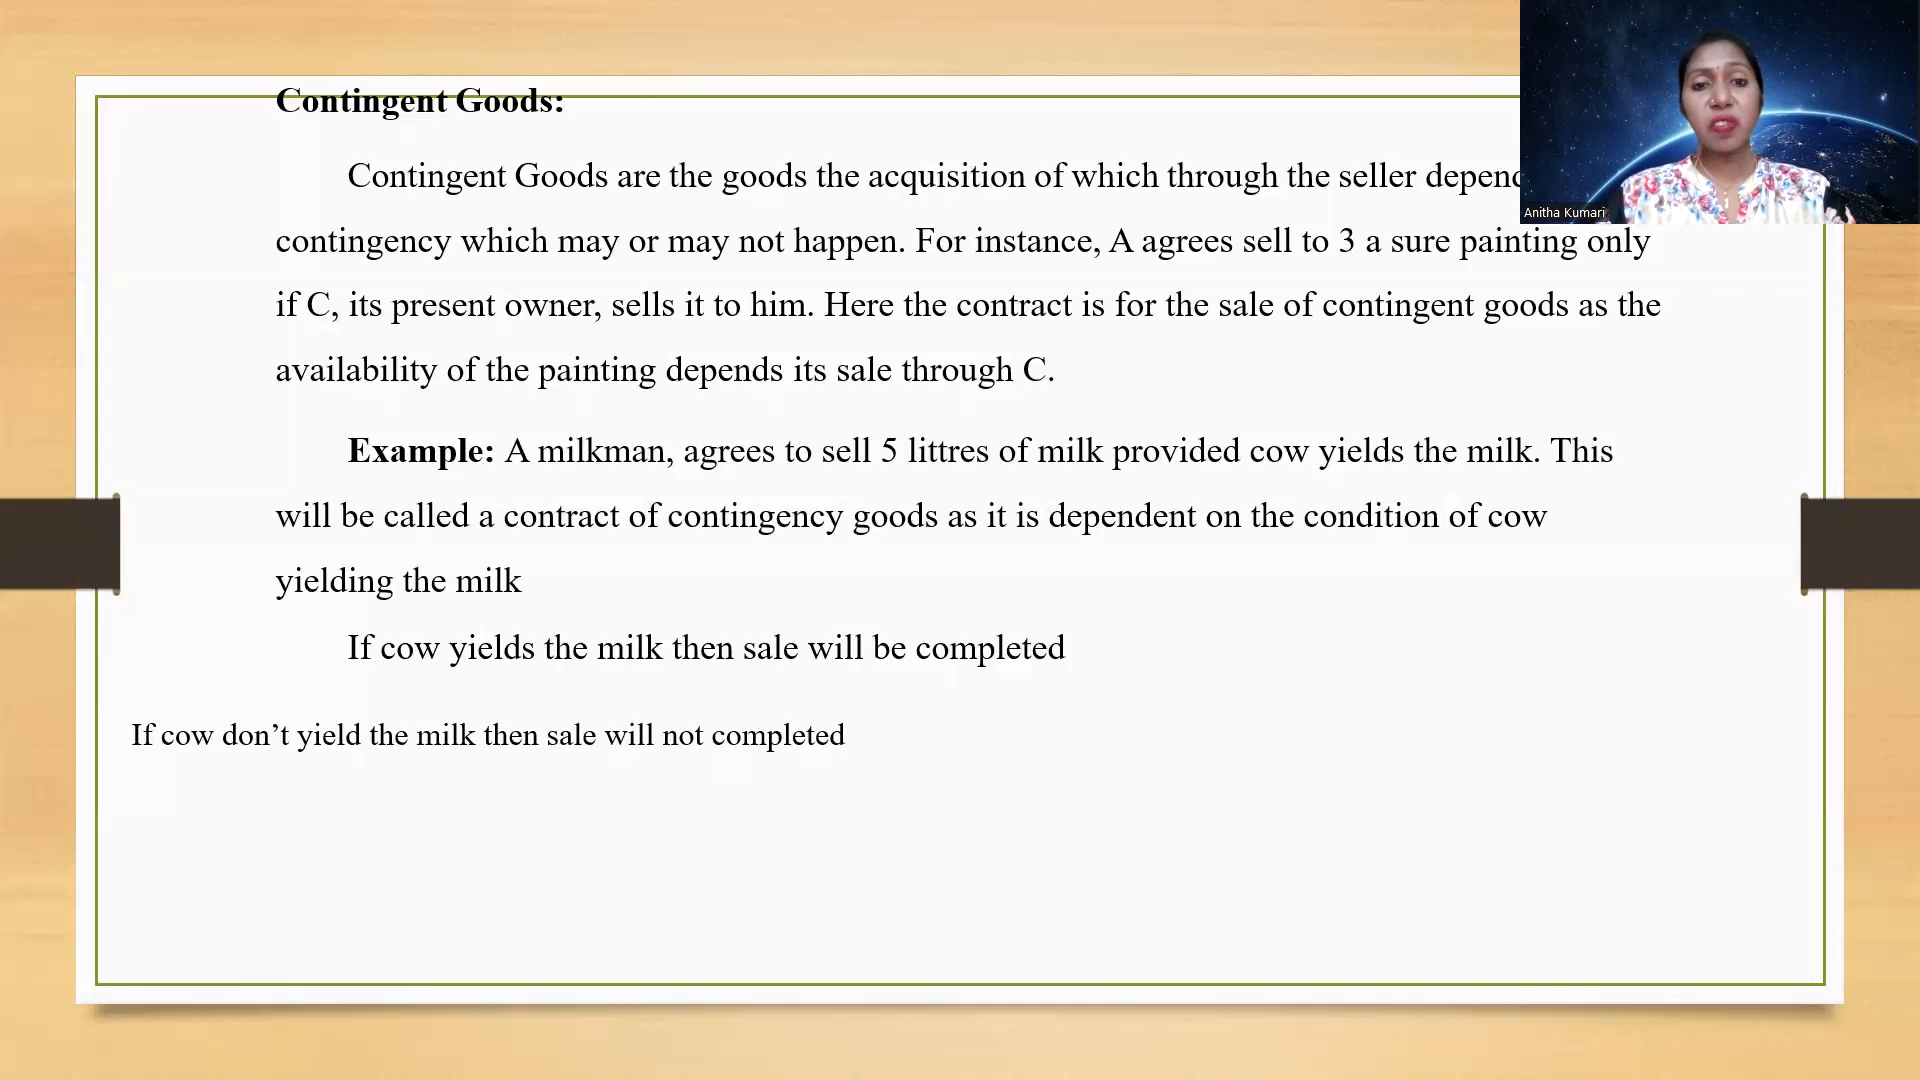 Contingent Goods:
Contingent Goods are the goods the acquisition of which through the seller
contingency which may or may not happen. For instance, A agrees sell to 3 a sure painting only
if C, its present owner, sells it to him. Here the contract is for the sale of contingent goods as the
availability of the painting depends its sale through C.
Example: A milkman, agrees to sell 5 littres of milk provided cow yields the milk. This
will be called a contract of contingency goods as it is dependent on the condition of cow
yielding the milk
If cow yields the milk then sale will be completed
If cow don’t yield the milk then sale will not completed
Anitha Kumari